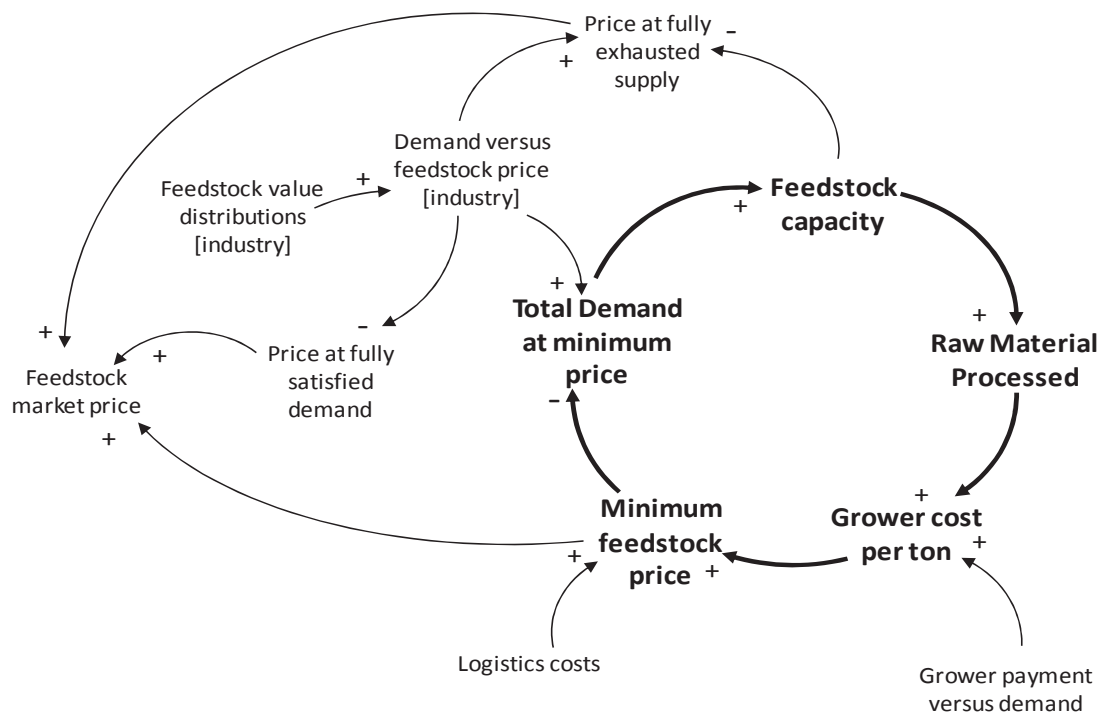 Price at fully
exhausted
supply
-
+
Demand versus
feedstock price
[industry]
+
Feedstock value
distributions
[industry]
Feedstock
capacity
+
+
Total Demand
at minimum
price
-
+
Raw Material
Processed
-
Price at fully
satisfied
demand
+
+
Feedstock
market price
+
Minimum
feedstock
price
+
+
+
Grower cost
per ton
+
Logistics costs
Grower payment
versus demand